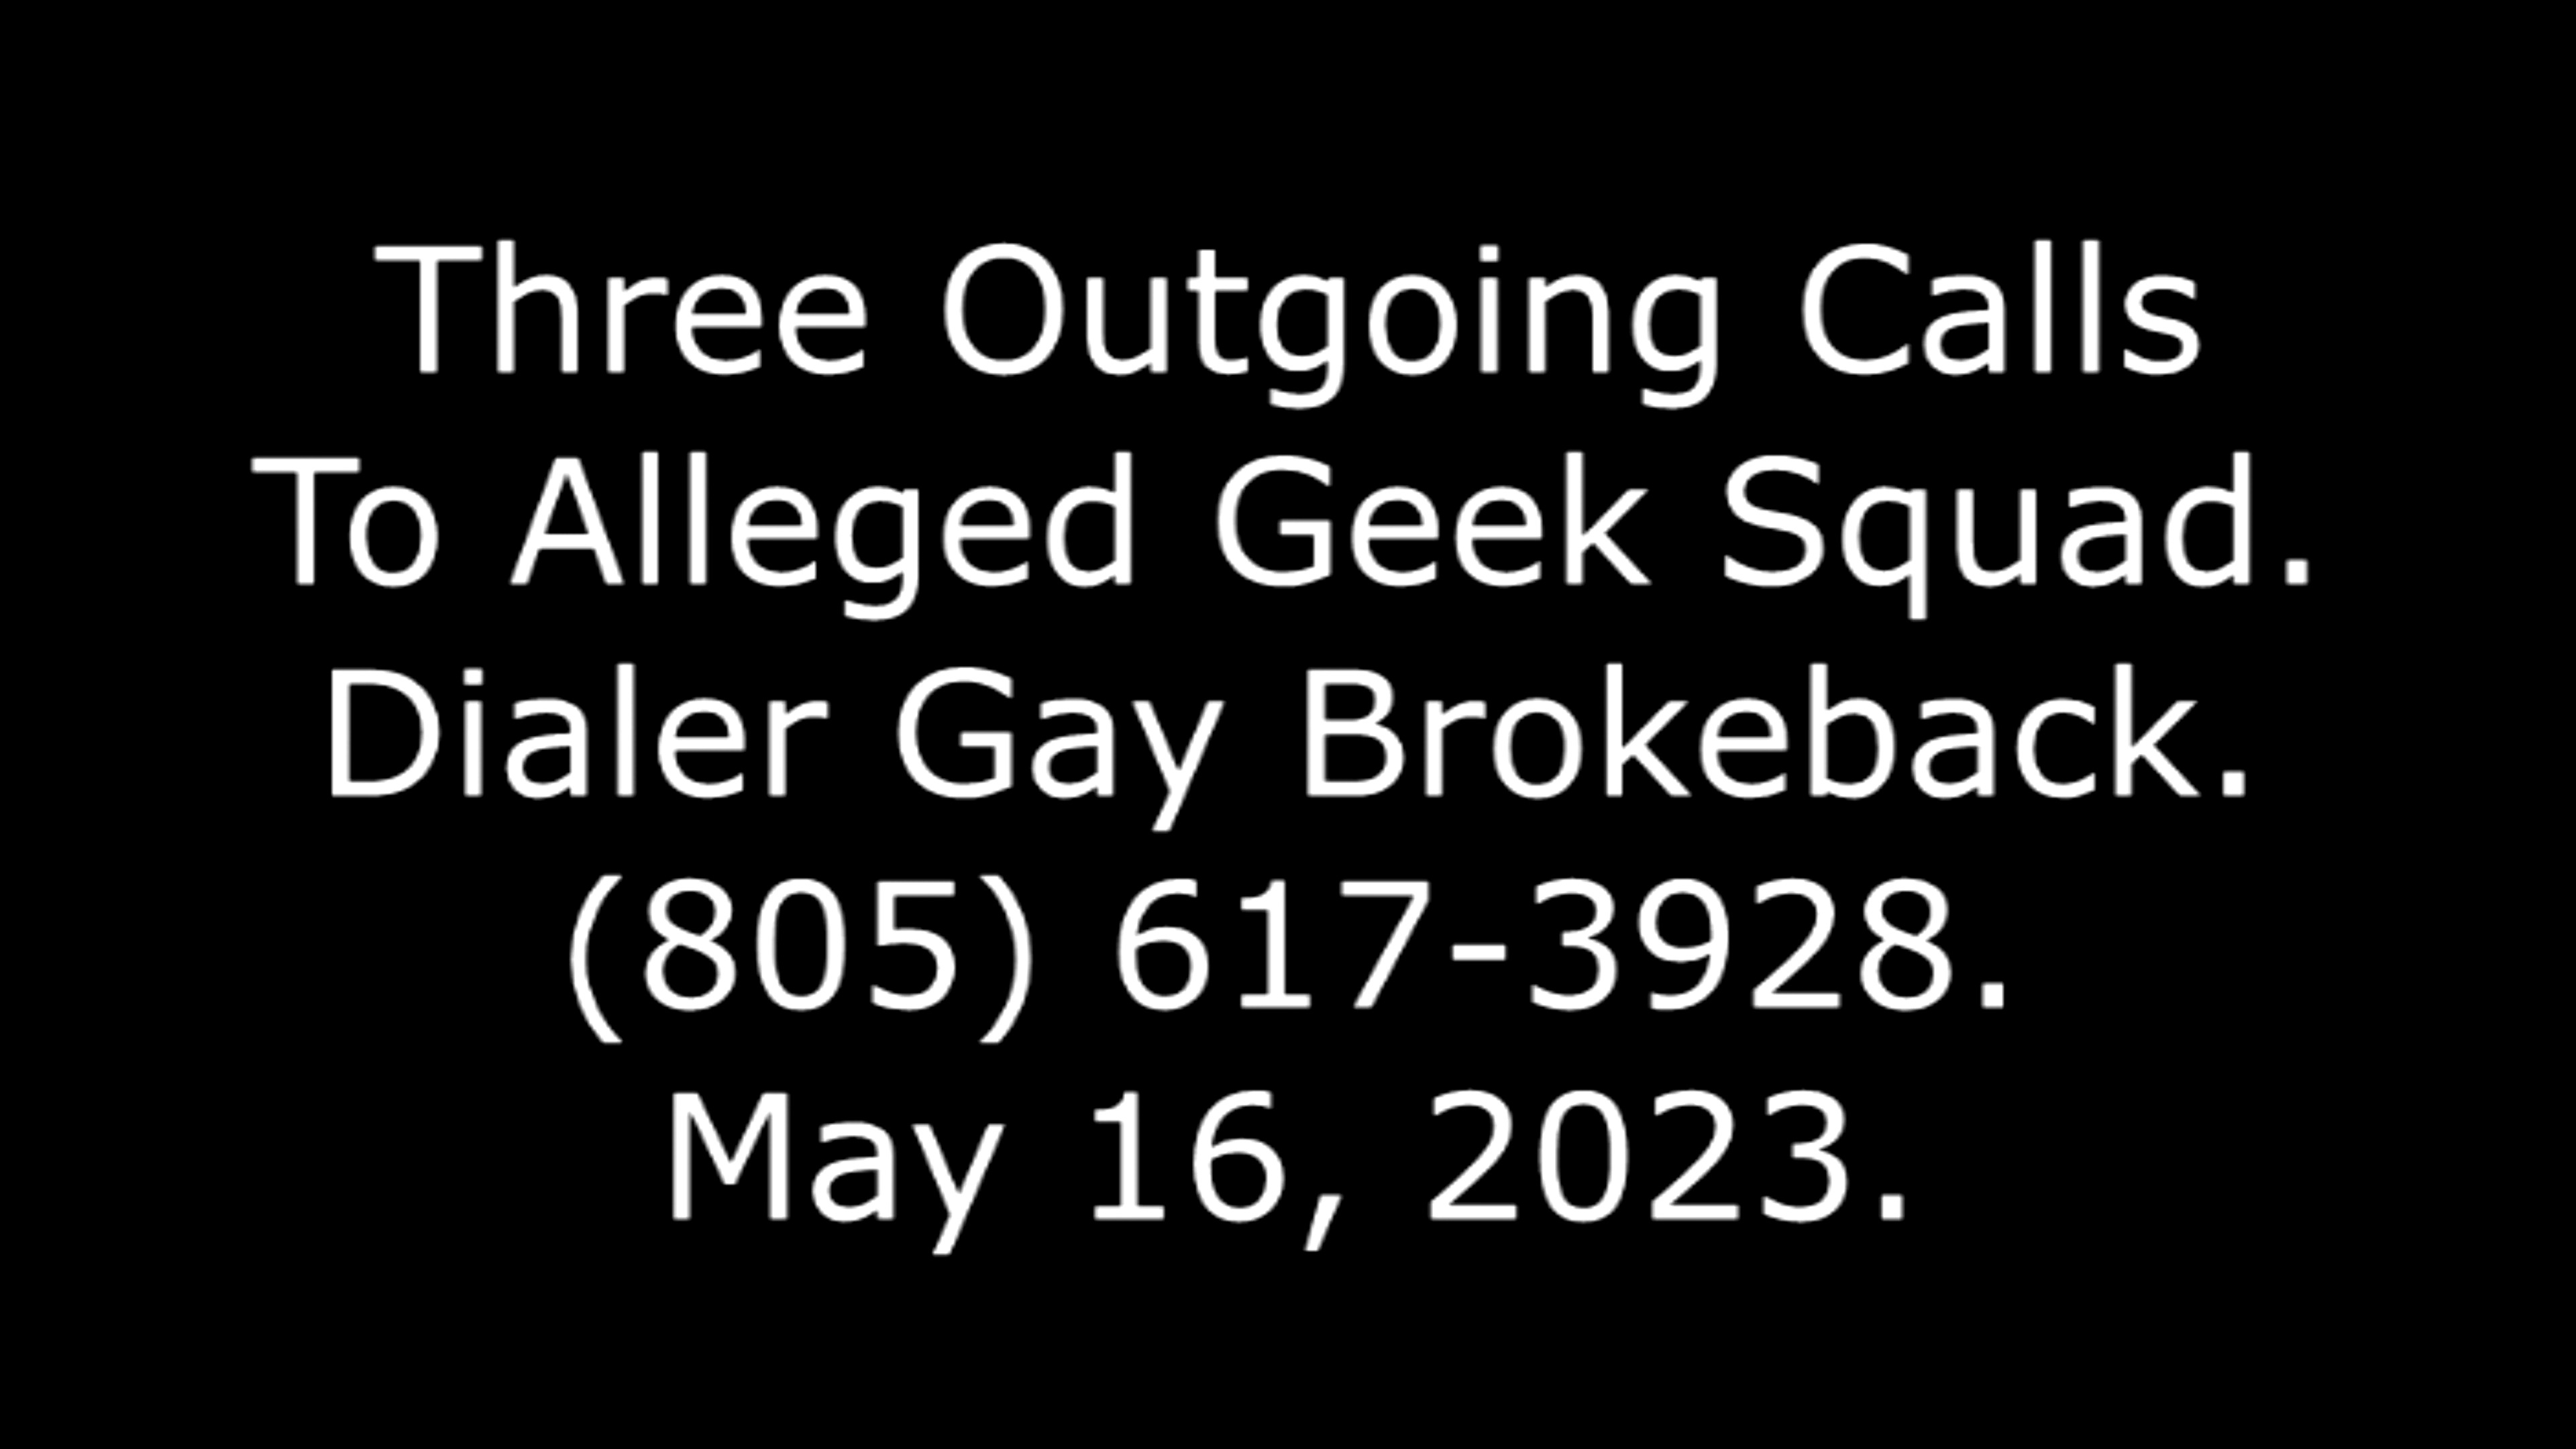 Three Outgoing Calls
To Alleged Geek Squad.
Dialer Gay Brokeback.
(805) 617-3928.
May 16, 2023.